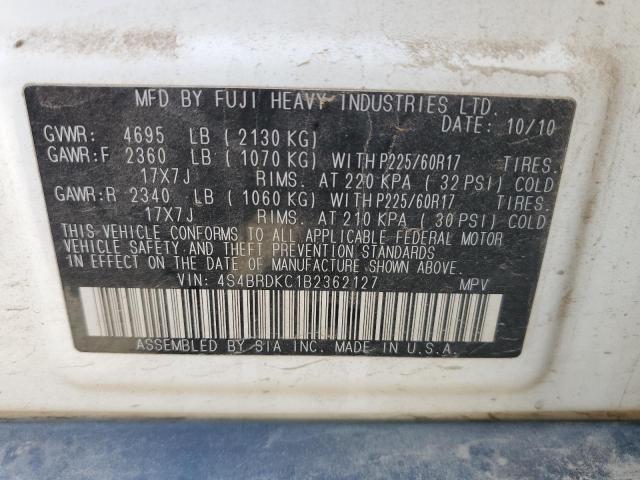 MFD BY FUJI HEAVY INDUSTRIES LTD.
DATE: 10/10
GVWR: 4695 LB ( 2130 KG)
GAWR:F 2360 LB ( 1070 KG) WITH P225/60R17 TIRES.
17X7J RIMS. AT 220 KPA ( 32 PSI) COLD
GAWR:R 2340 LB ( 1060 KG) WITH P225/60R17 TIRES.
17X7J RIMS. AT 210 KPA ( 30 PSI) COLD
THIS VEHICLE CONFORMS TO ALL APPLICABLE FEDERAL MOTOR
VEHICLE SAFETY AND THEFT PREVENTION STANDARDS
IN EFFECT ON THE DATE OF MANUFACTURE SHOWN ABOVE.
VIN: 4S4BRDKC1B2362127 MPV
ASSEMBLED BY SIA INC. MADE IN U.S.A.